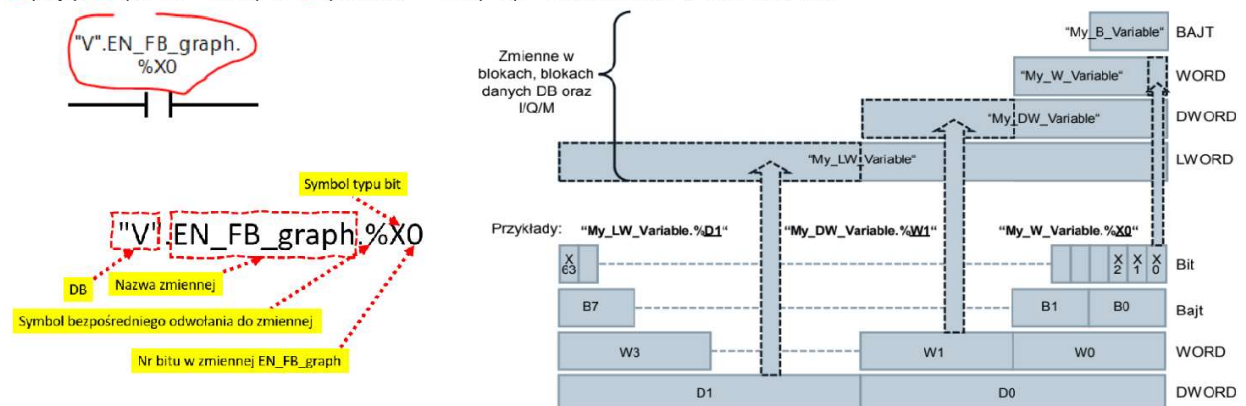 "V".EN_FB_graph.
%X0
Symbol typu bit
"V".EN_FB_graph.%X0
DB
Nazwa zmiennej
Symbol bezpośredniego odwołania do zmiennej
Nr bitu w zmiennej EN_FB_graph
Zmienne w
blokach, blokach
danych DB oraz
I/Q/M
"My_B_Variable"
BAJT
"My_W_Variable"
WORD
"My_DW_Variable"
DWORD
"My_LW_Variable"
LWORD
Przykłady:
"My_LW_Variable.%D1"
"My_DW_Variable.%W1"
"My_W_Variable.%X0"
X
63
X
2
X
1
X
0
Bit
B7
B1
B0
Bajt
W3
W1
W0
WORD
D1
D0
DWORD